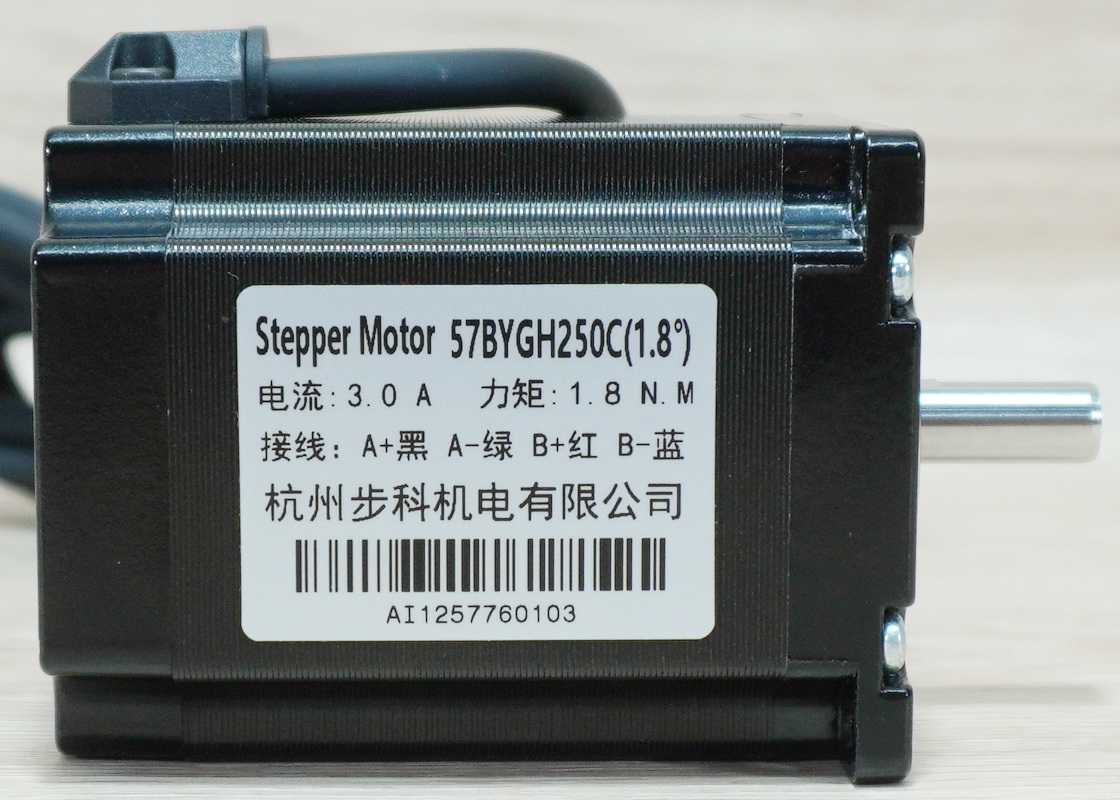 Stepper Motor 57BYGH250C(1.8°)
电流: 3.0 A 力矩: 1.8 N.M
接线: A+黑 A-绿 B+红 B-蓝
杭州步科机电有限公司
AI1257760103